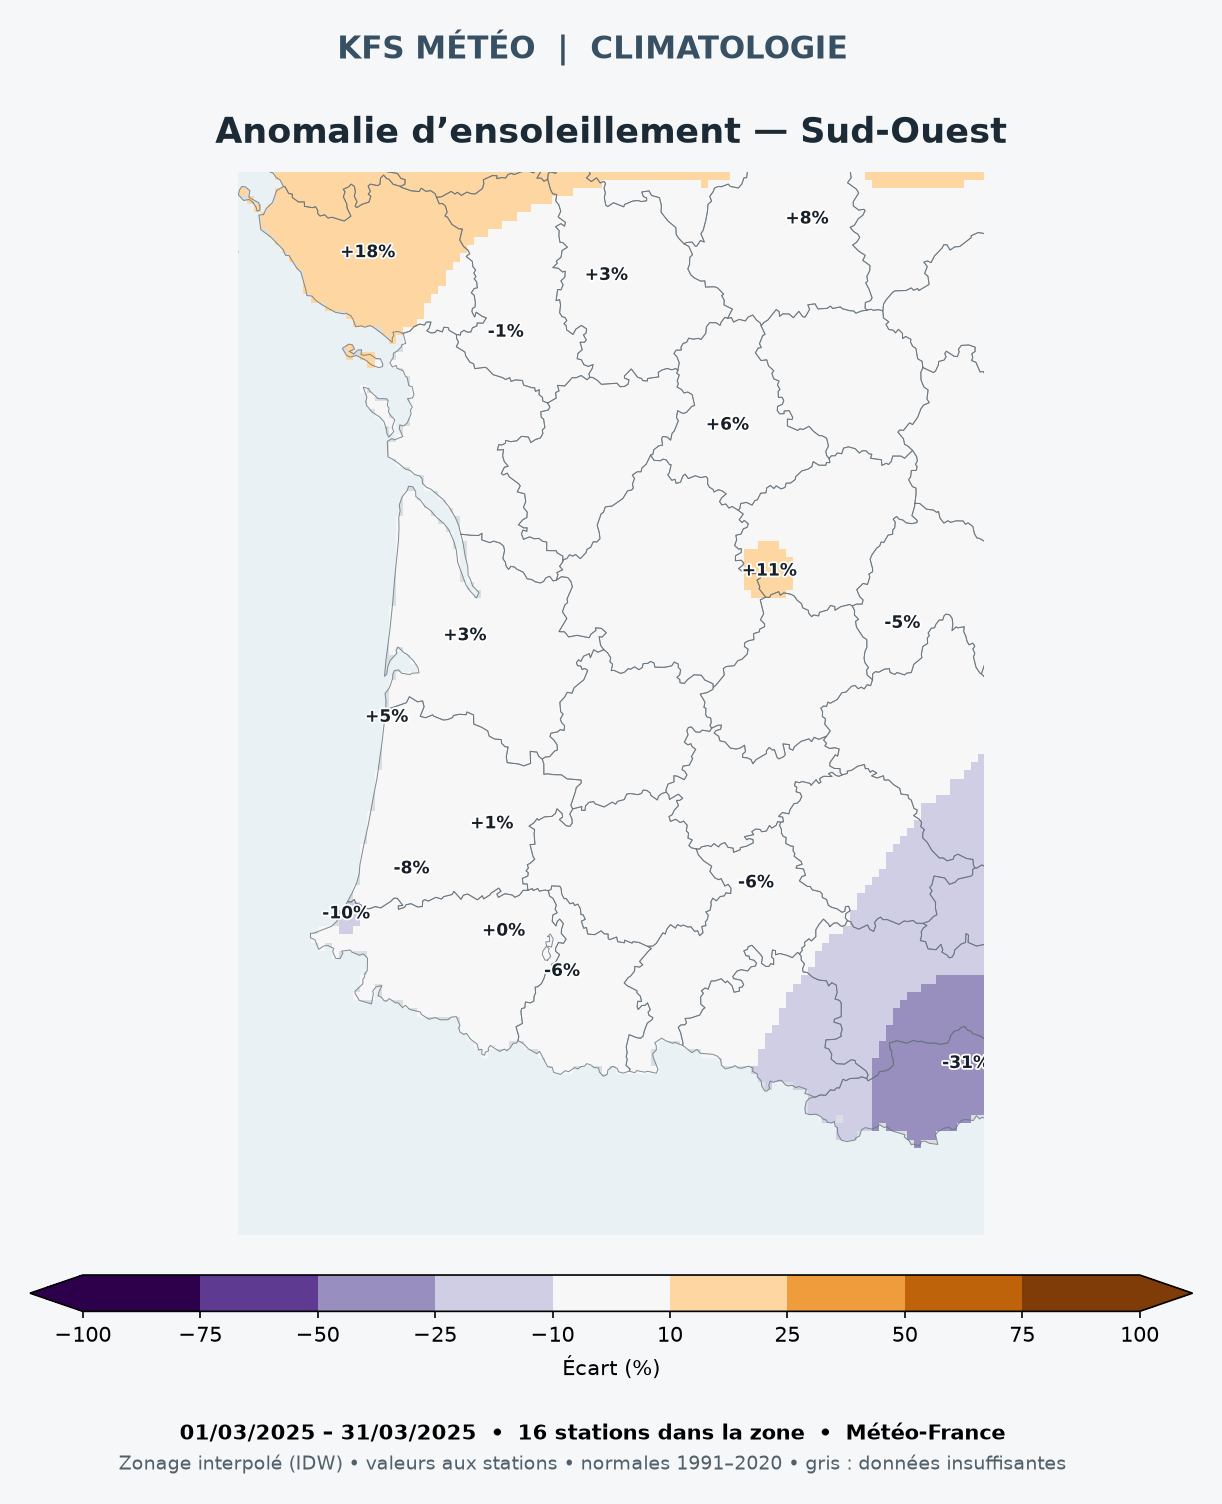 KFS MÉTÉO | CLIMATOLOGIE
Anomalie d’ensoleillement — Sud-Ouest
+8%
+18%
+3%
-1%
+6%
+11%
-5%
+3%
+5%
+1%
-8%
-6%
-10%
+0%
-6%
-31%
−100 −75 −50 −25 −10 10 25 50 75 100
Écart (%)
01/03/2025 – 31/03/2025 • 16 stations dans la zone • Météo-France
Zonage interpolé (IDW) • valeurs aux stations • normales 1991–2020 • gris : données insuffisantes